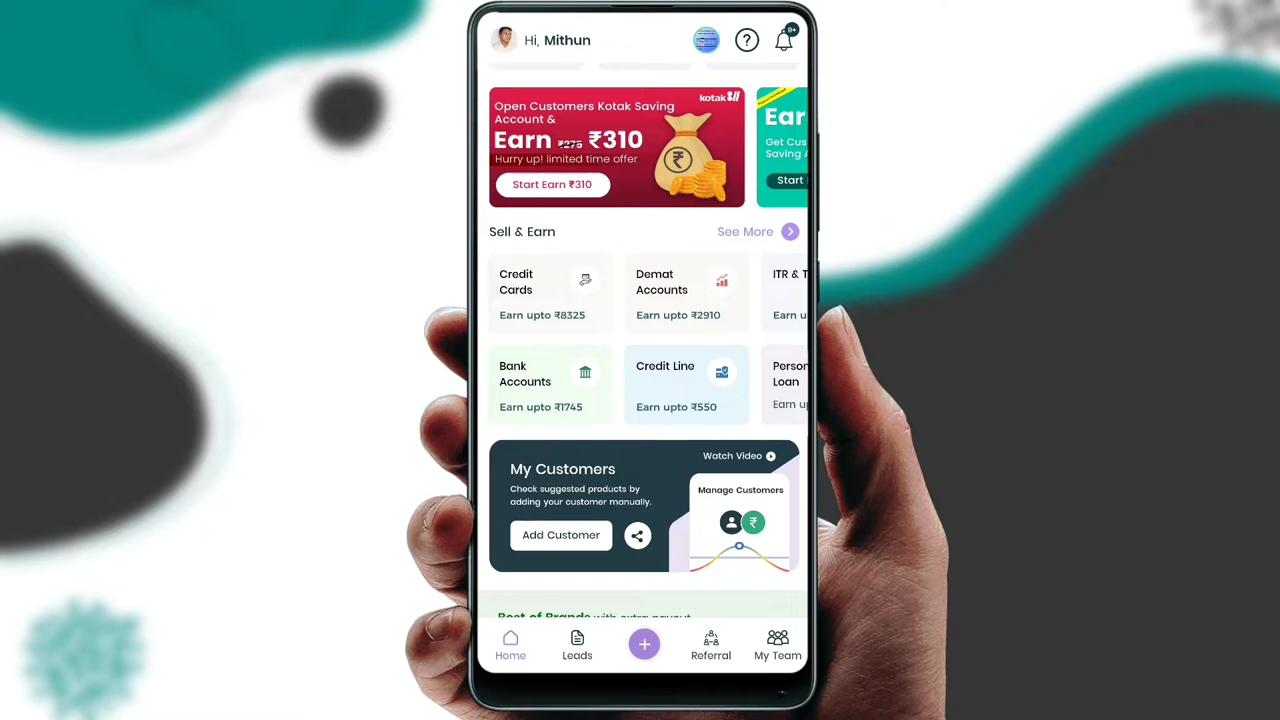 Hi, Mithun
9+
kotak 811
Open Customers Kotak Saving
Account &
Earn ₹275 ₹310
Hurry up! limited time offer
Start Earn ₹310
Ear
Get Cus
Saving A
Start
Sell & Earn
See More
Credit
Cards
Earn upto ₹8325
Demat
Accounts
Earn upto ₹2910
ITR & T
Earn u
Bank
Accounts
Earn upto ₹1745
Credit Line
Earn upto ₹550
Person
Loan
Earn up
My Customers
Check suggested products by
adding your customer manually.
Add Customer
Watch Video
Manage Customers
Best of Brands with extra payout
Home
Leads
Referral
My Team